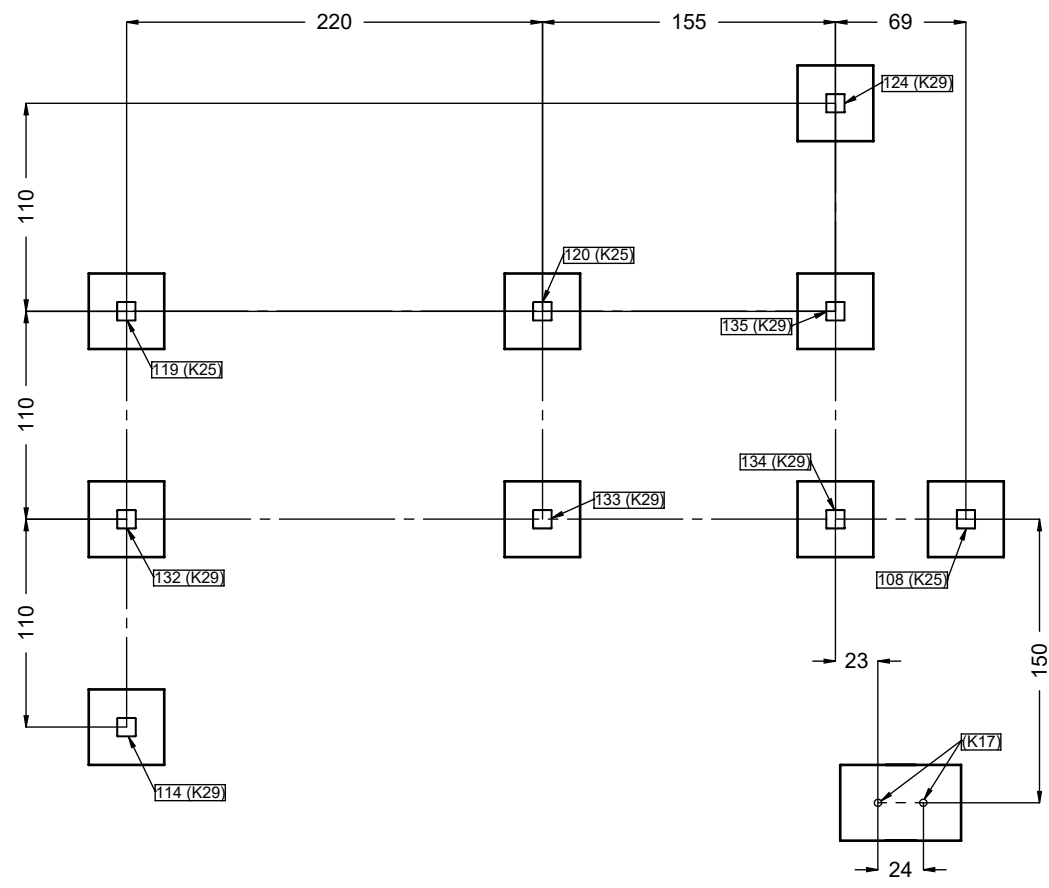 220
155
69
124 (K29)
110
120 (K25)
135 (K29)
119 (K25)
110
134 (K29)
133 (K29)
132 (K29)
108 (K25)
110
150
23
(K17)
114 (K29)
24